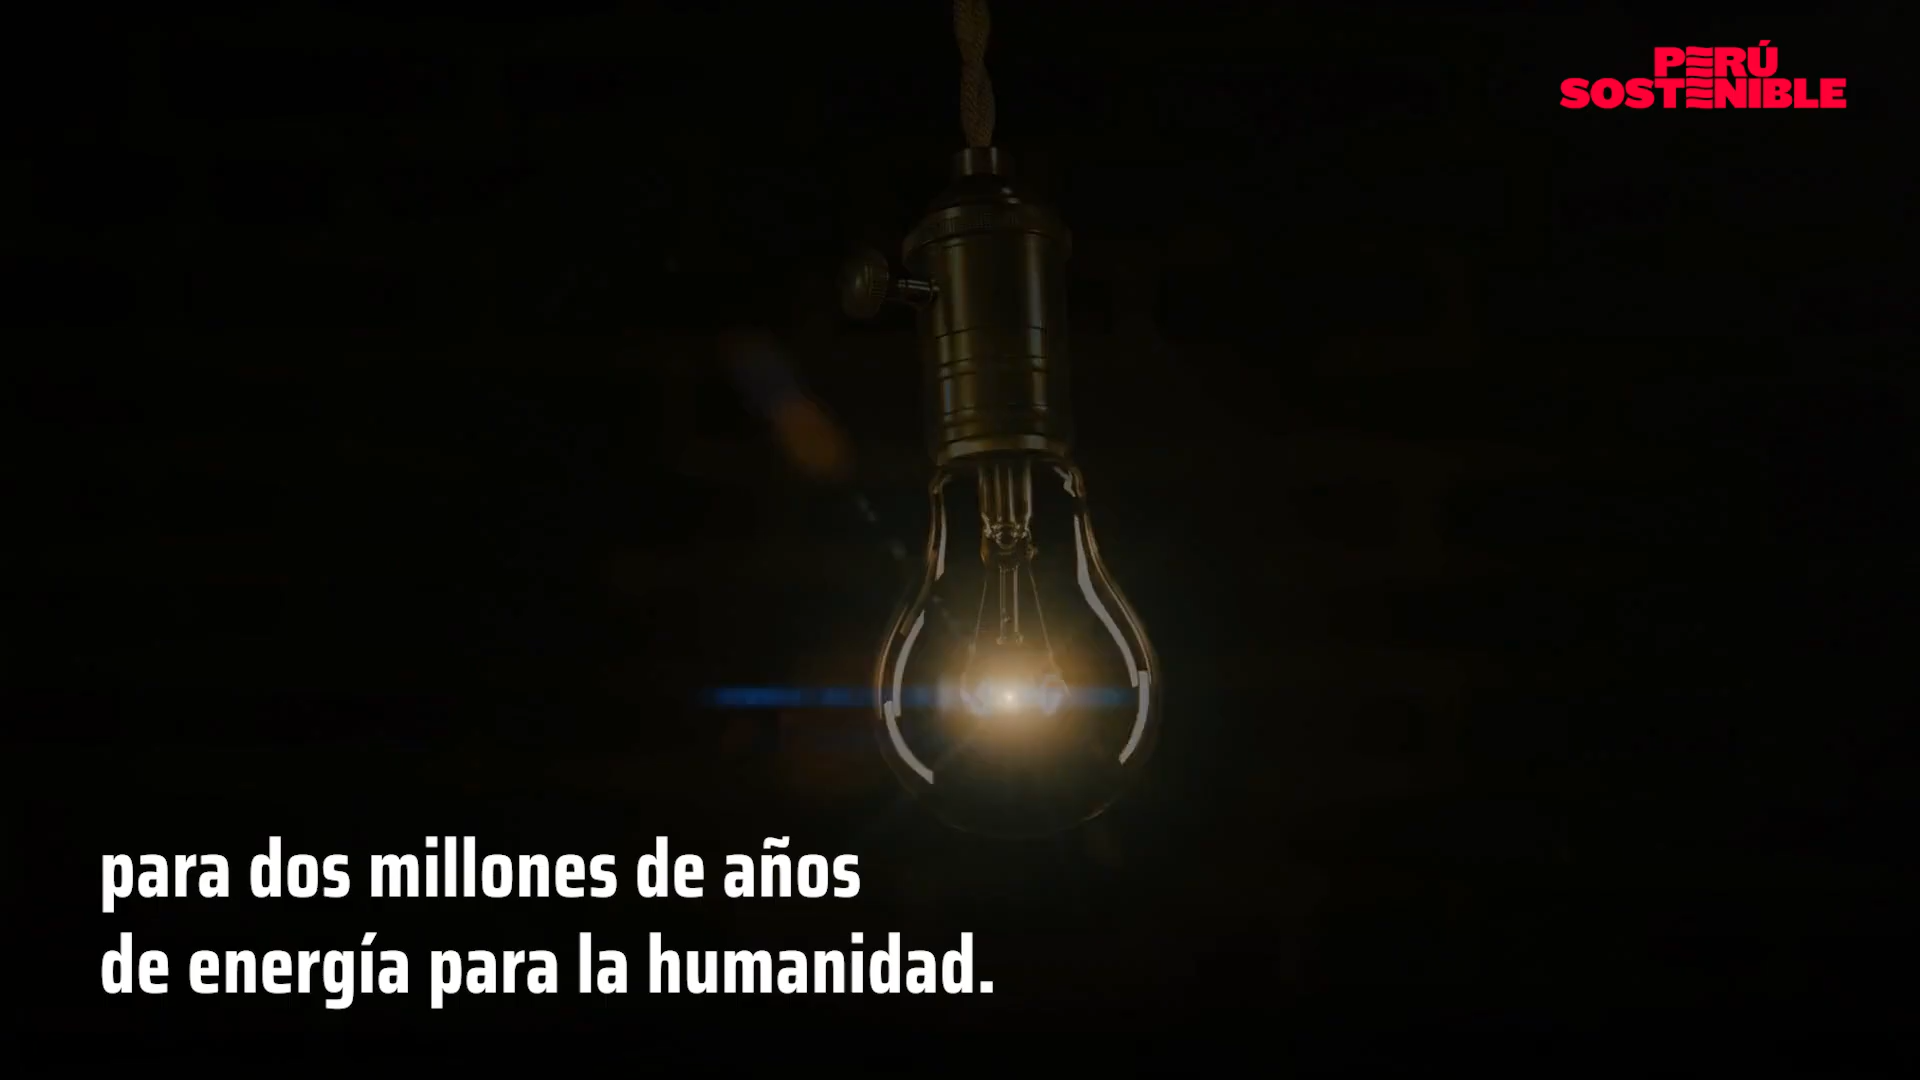 PERÚ
SOSTENIBLE
para dos millones de años
de energía para la humanidad.